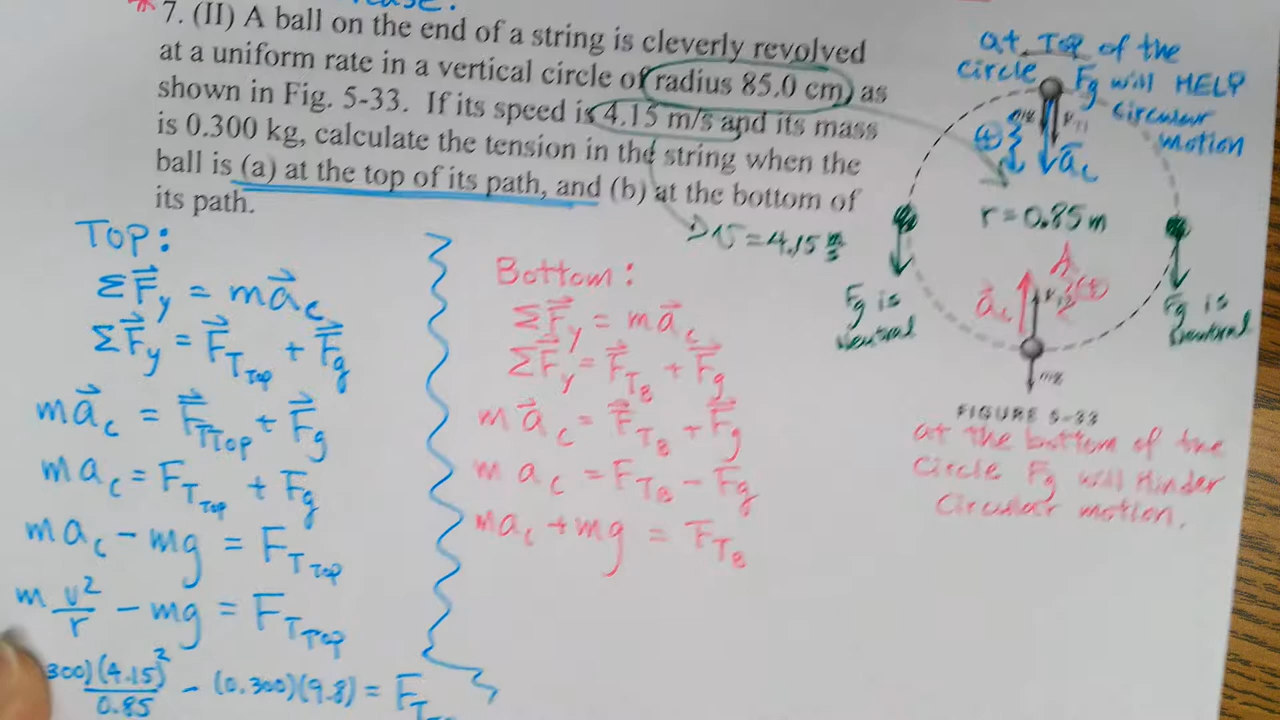 7. (II) A ball on the end of a string is cleverly revolved
at a uniform rate in a vertical circle of radius 85.0 cm, as
shown in Fig. 5-33. If its speed is 4.15 m/s and its mass
is 0.300 kg, calculate the tension in the string when the
ball is (a) at the top of its path, and (b) at the bottom of
its path.
v = 4.15 m/s
at Top of the
circle Fg will HELP
circular
motion
mg
(+)
a⃗c
r = 0.85 m
Fg is
Neutral
Fg is
Neutral
a⃗c
(+)
mg
FIGURE 5-33
at the bottom of the
Circle Fg will Hinder
Circular motion.
Top:
ΣF⃗y = ma⃗c
ΣF⃗y = F⃗TTop + F⃗g
ma⃗c = F⃗TTop + F⃗g
mac = FTTop + Fg
mac - mg = FTTop
m v²/r - mg = FTTop
300)(4.15)²/0.85 - (0.300)(9.8) = FT
Bottom:
ΣF⃗y = ma⃗c
ΣF⃗y = F⃗TB + F⃗g
ma⃗c = F⃗TB + F⃗g
mac = FTB - Fg
mac + mg = FTB